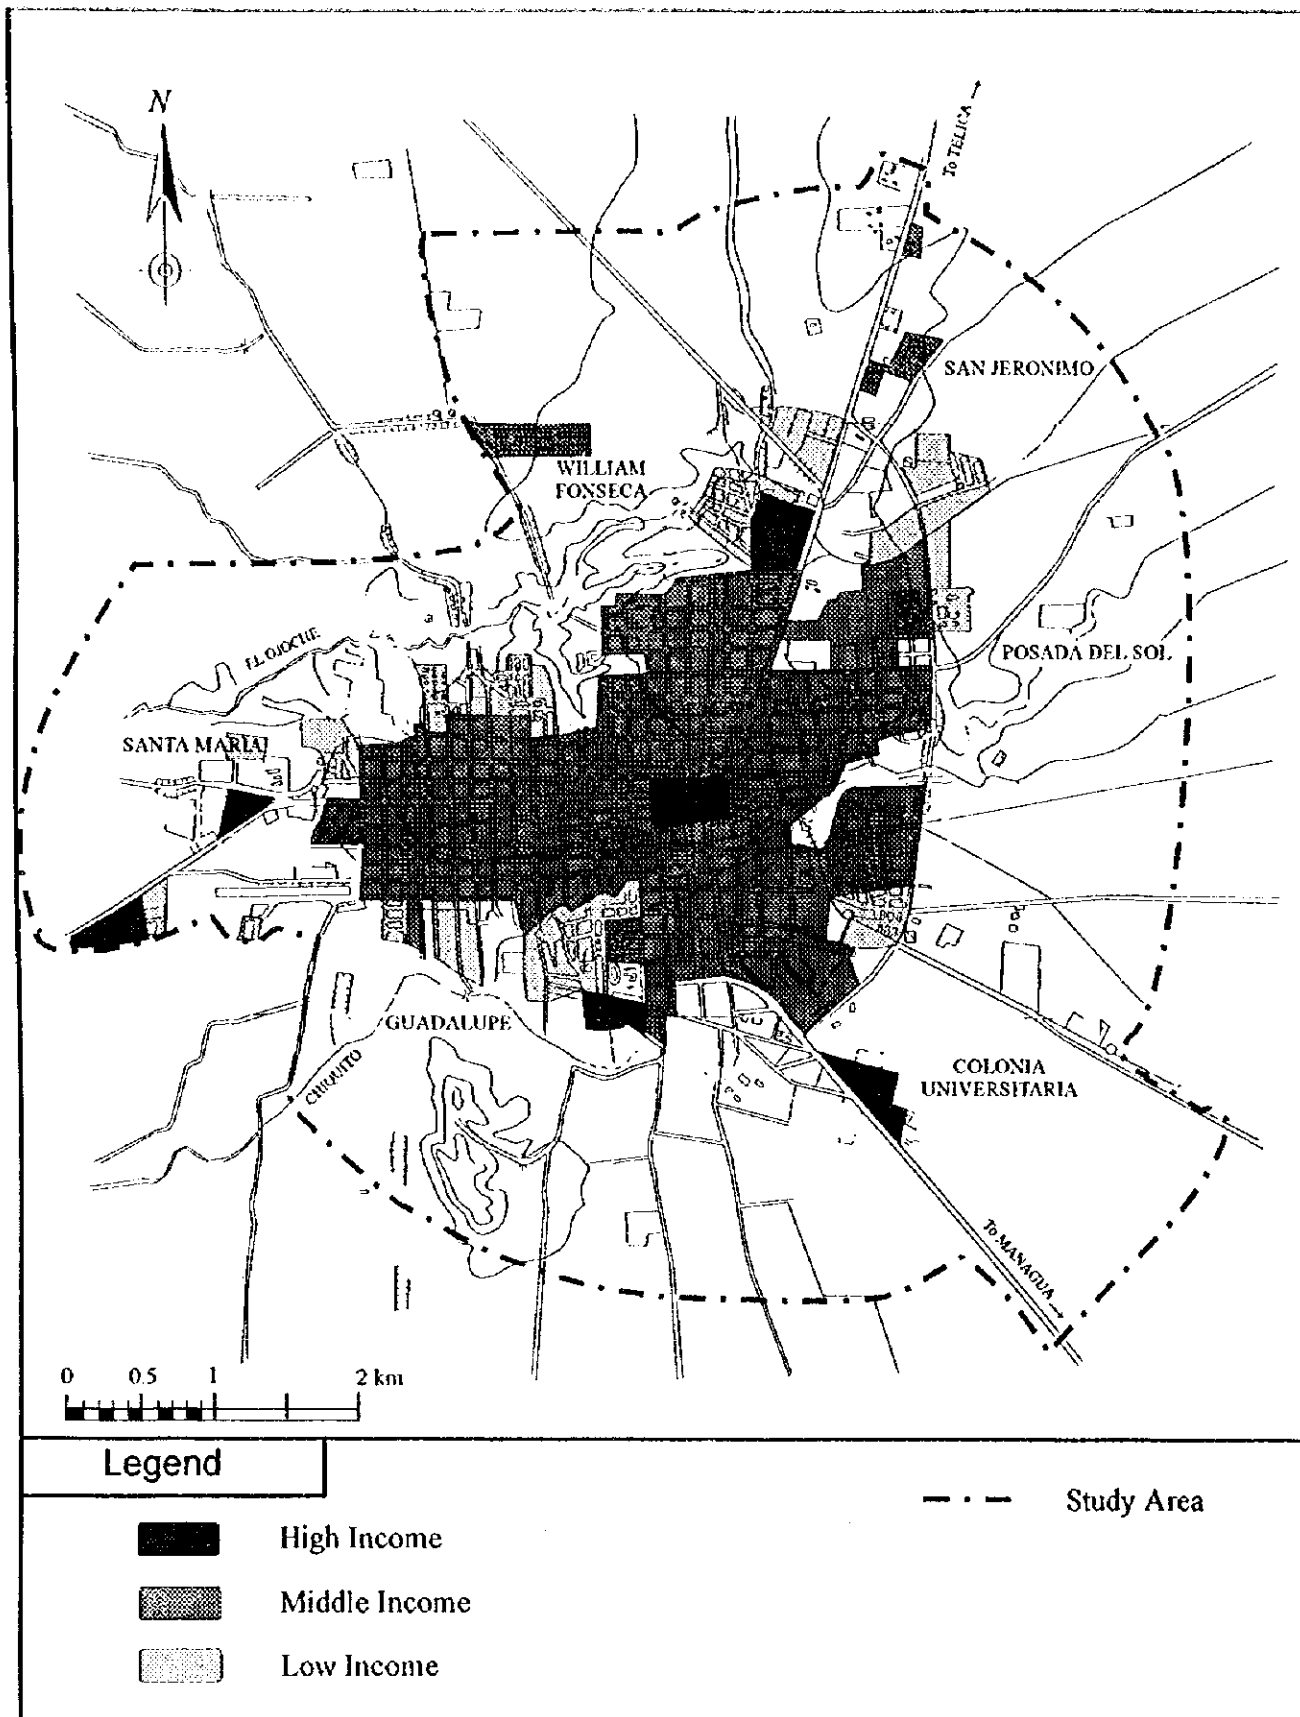 N
To TELICA →
SAN JERONIMO
WILLIAM
FONSECA
EL OJOCHE
POSADA DEL SOL
SANTA MARIA
GUADALUPE
CHIQUITO
COLONIA
UNIVERSITARIA
To MANAGUA →
0 0.5 1 2 km
Legend
Study Area
High Income
Middle Income
Low Income